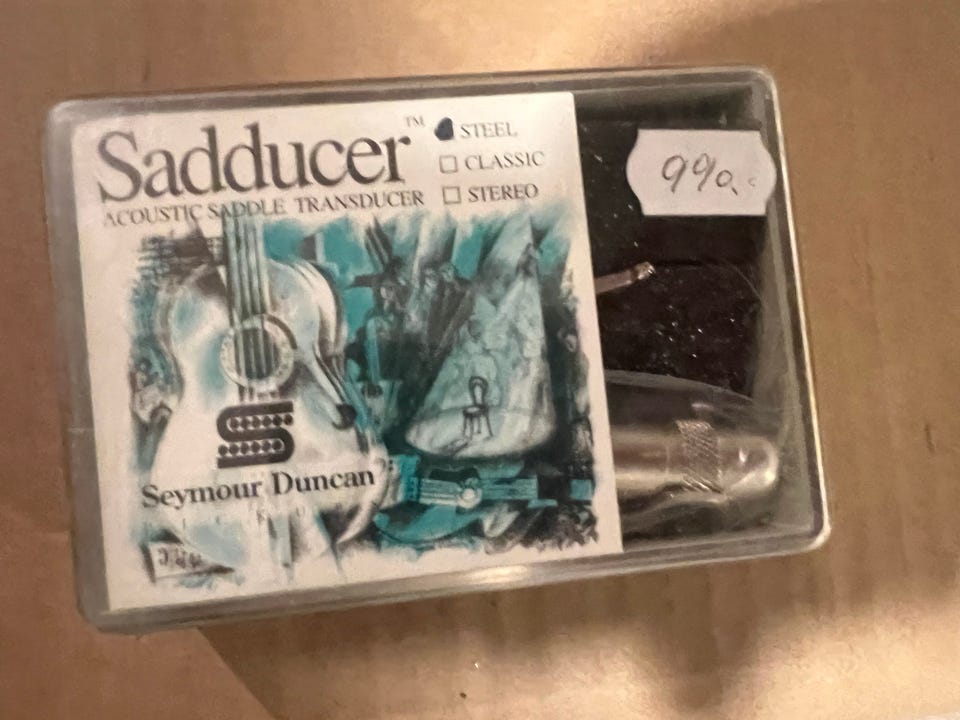 Sadducer™
ACOUSTIC SADDLE TRANSDUCER
STEEL
CLASSIC
STEREO
990.
Seymour Duncan